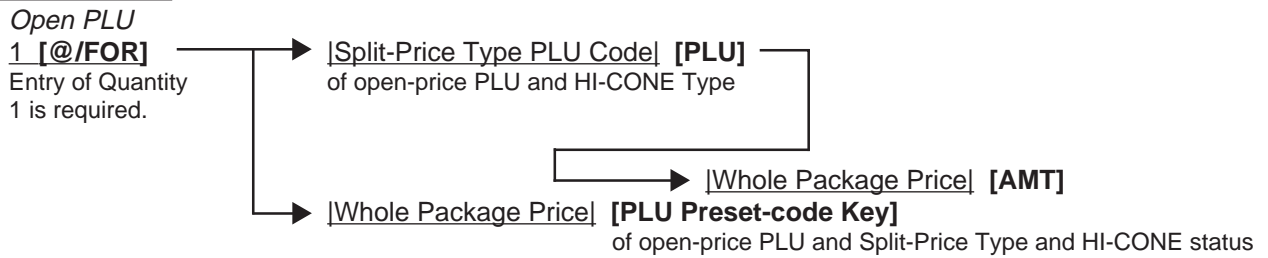 Open PLU
1 [@/FOR] |Split-Price Type PLU Code| [PLU]
Entry of Quantity of open-price PLU and HI-CONE Type
1 is required.
|Whole Package Price| [AMT]
|Whole Package Price| [PLU Preset-code Key]
of open-price PLU and Split-Price Type and HI-CONE status